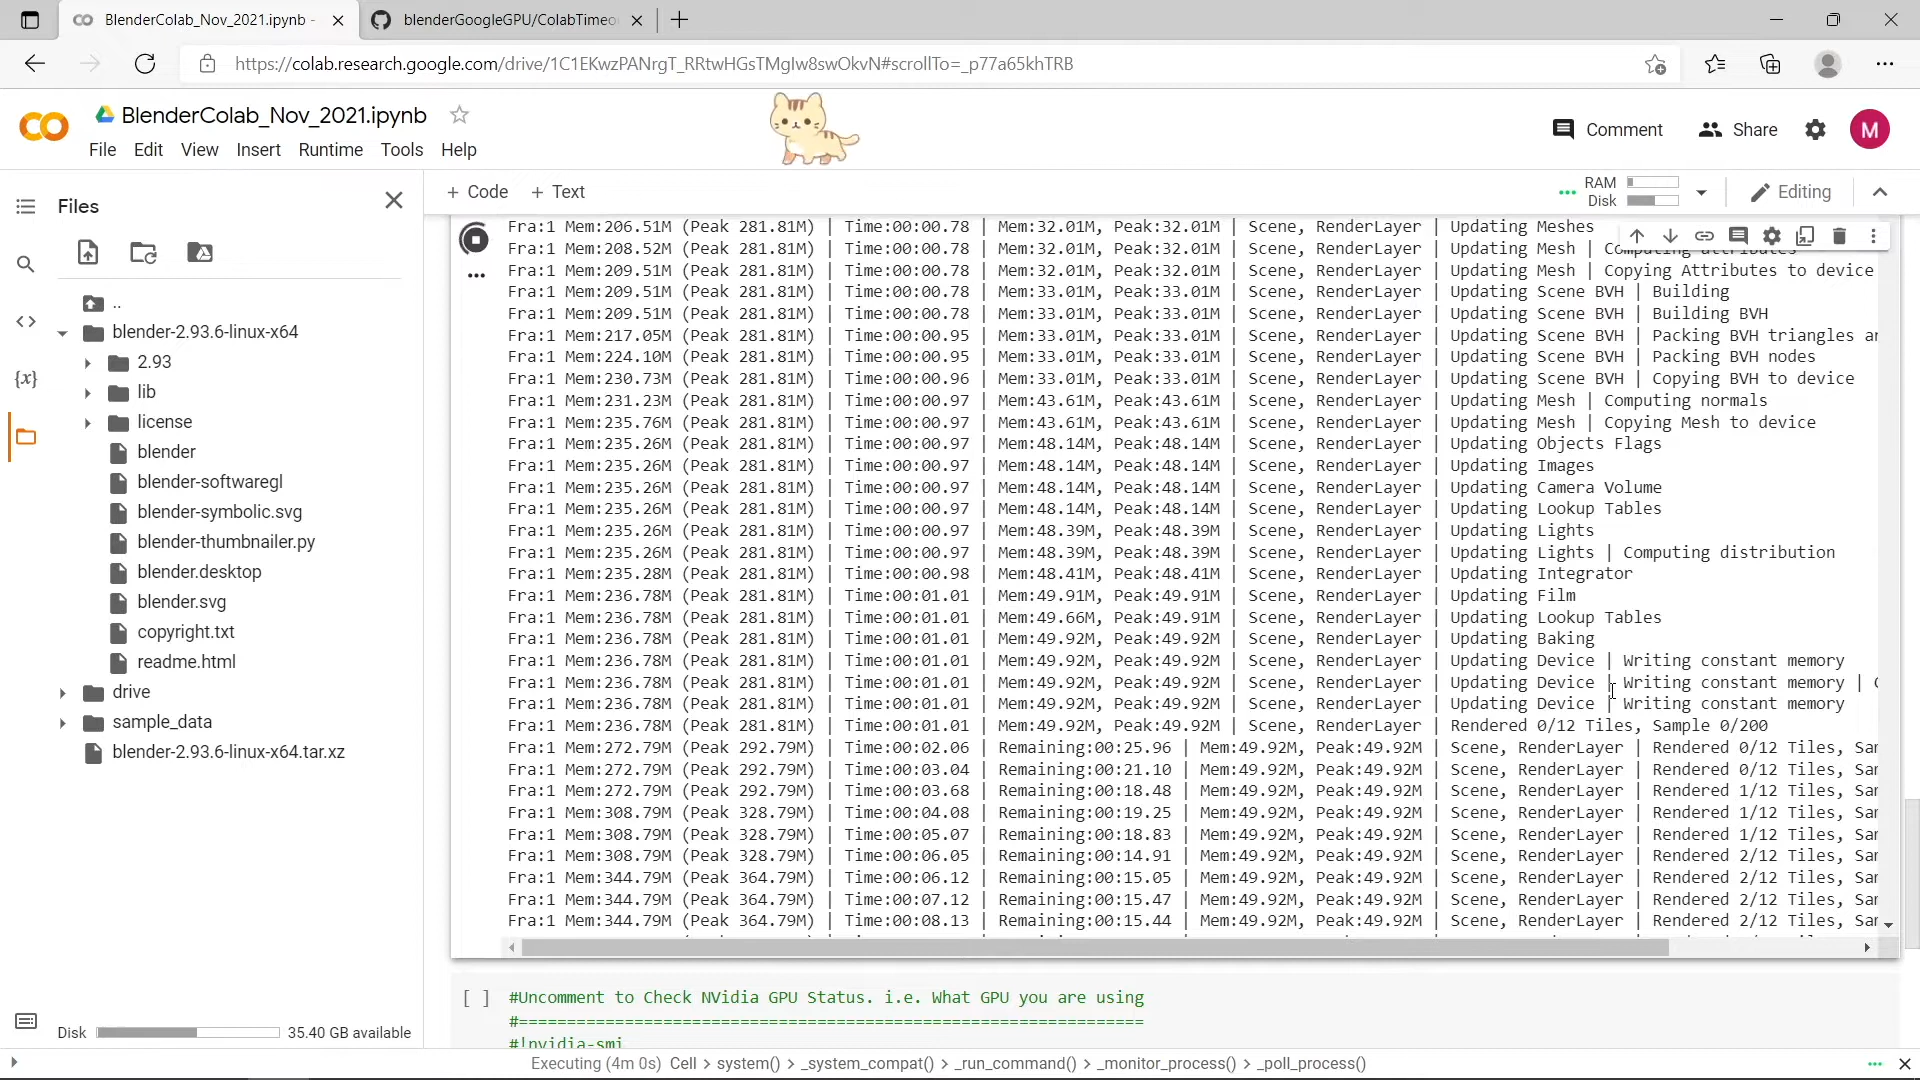 BlenderColab_Nov_2021.ipynb -
blenderGoogleGPU/ColabTimeo
https://colab.research.google.com/drive/1C1EKwzPANrgT_RRtwHGsTMgIw8swOkvN#scrollTo=_p77a65khTRB
BlenderColab_Nov_2021.ipynb
Comment
Share
M
File Edit View Insert Runtime Tools Help
Files
+ Code + Text
RAM
Disk
Editing
..
blender-2.93.6-linux-x64
2.93
lib
license
blender
blender-softwaregl
blender-symbolic.svg
blender-thumbnailer.py
blender.desktop
blender.svg
copyright.txt
readme.html
drive
sample_data
blender-2.93.6-linux-x64.tar.xz
Disk 35.40 GB available
Fra:1 Mem:206.51M (Peak 281.81M) | Time:00:00.78 | Mem:32.01M, Peak:32.01M | Scene, RenderLayer | Updating Meshes
Fra:1 Mem:208.52M (Peak 281.81M) | Time:00:00.78 | Mem:32.01M, Peak:32.01M | Scene, RenderLayer | Updating Mesh | Computing attributes
Fra:1 Mem:209.51M (Peak 281.81M) | Time:00:00.78 | Mem:32.01M, Peak:32.01M | Scene, RenderLayer | Updating Mesh | Copying Attributes to device
Fra:1 Mem:209.51M (Peak 281.81M) | Time:00:00.78 | Mem:33.01M, Peak:33.01M | Scene, RenderLayer | Updating Scene BVH | Building
Fra:1 Mem:209.51M (Peak 281.81M) | Time:00:00.78 | Mem:33.01M, Peak:33.01M | Scene, RenderLayer | Updating Scene BVH | Building BVH
Fra:1 Mem:217.05M (Peak 281.81M) | Time:00:00.95 | Mem:33.01M, Peak:33.01M | Scene, RenderLayer | Updating Scene BVH | Packing BVH triangles
Fra:1 Mem:224.10M (Peak 281.81M) | Time:00:00.95 | Mem:33.01M, Peak:33.01M | Scene, RenderLayer | Updating Scene BVH | Packing BVH nodes
Fra:1 Mem:230.73M (Peak 281.81M) | Time:00:00.96 | Mem:33.01M, Peak:33.01M | Scene, RenderLayer | Updating Scene BVH | Copying BVH to device
Fra:1 Mem:231.23M (Peak 281.81M) | Time:00:00.97 | Mem:43.61M, Peak:43.61M | Scene, RenderLayer | Updating Mesh | Computing normals
Fra:1 Mem:235.76M (Peak 281.81M) | Time:00:00.97 | Mem:43.61M, Peak:43.61M | Scene, RenderLayer | Updating Mesh | Copying Mesh to device
Fra:1 Mem:235.26M (Peak 281.81M) | Time:00:00.97 | Mem:48.14M, Peak:48.14M | Scene, RenderLayer | Updating Objects Flags
Fra:1 Mem:235.26M (Peak 281.81M) | Time:00:00.97 | Mem:48.14M, Peak:48.14M | Scene, RenderLayer | Updating Images
Fra:1 Mem:235.26M (Peak 281.81M) | Time:00:00.97 | Mem:48.14M, Peak:48.14M | Scene, RenderLayer | Updating Camera Volume
Fra:1 Mem:235.26M (Peak 281.81M) | Time:00:00.97 | Mem:48.14M, Peak:48.14M | Scene, RenderLayer | Updating Lookup Tables
Fra:1 Mem:235.26M (Peak 281.81M) | Time:00:00.97 | Mem:48.39M, Peak:48.39M | Scene, RenderLayer | Updating Lights
Fra:1 Mem:235.26M (Peak 281.81M) | Time:00:00.97 | Mem:48.39M, Peak:48.39M | Scene, RenderLayer | Updating Lights | Computing distribution
Fra:1 Mem:235.28M (Peak 281.81M) | Time:00:00.98 | Mem:48.41M, Peak:48.41M | Scene, RenderLayer | Updating Integrator
Fra:1 Mem:236.78M (Peak 281.81M) | Time:00:01.01 | Mem:49.91M, Peak:49.91M | Scene, RenderLayer | Updating Film
Fra:1 Mem:236.78M (Peak 281.81M) | Time:00:01.01 | Mem:49.66M, Peak:49.91M | Scene, RenderLayer | Updating Lookup Tables
Fra:1 Mem:236.78M (Peak 281.81M) | Time:00:01.01 | Mem:49.92M, Peak:49.92M | Scene, RenderLayer | Updating Baking
Fra:1 Mem:236.78M (Peak 281.81M) | Time:00:01.01 | Mem:49.92M, Peak:49.92M | Scene, RenderLayer | Updating Device | Writing constant memory
Fra:1 Mem:236.78M (Peak 281.81M) | Time:00:01.01 | Mem:49.92M, Peak:49.92M | Scene, RenderLayer | Updating Device | Writing constant memory |
Fra:1 Mem:236.78M (Peak 281.81M) | Time:00:01.01 | Mem:49.92M, Peak:49.92M | Scene, RenderLayer | Updating Device | Writing constant memory
Fra:1 Mem:236.78M (Peak 281.81M) | Time:00:01.01 | Mem:49.92M, Peak:49.92M | Scene, RenderLayer | Rendered 0/12 Tiles, Sample 0/200
Fra:1 Mem:272.79M (Peak 292.79M) | Time:00:02.06 | Remaining:00:25.96 | Mem:49.92M, Peak:49.92M | Scene, RenderLayer | Rendered 0/12 Tiles,
Fra:1 Mem:272.79M (Peak 292.79M) | Time:00:03.04 | Remaining:00:21.10 | Mem:49.92M, Peak:49.92M | Scene, RenderLayer | Rendered 0/12 Tiles,
Fra:1 Mem:272.79M (Peak 292.79M) | Time:00:03.68 | Remaining:00:18.48 | Mem:49.92M, Peak:49.92M | Scene, RenderLayer | Rendered 1/12 Tiles,
Fra:1 Mem:308.79M (Peak 328.79M) | Time:00:04.08 | Remaining:00:19.25 | Mem:49.92M, Peak:49.92M | Scene, RenderLayer | Rendered 1/12 Tiles,
Fra:1 Mem:308.79M (Peak 328.79M) | Time:00:05.07 | Remaining:00:18.83 | Mem:49.92M, Peak:49.92M | Scene, RenderLayer | Rendered 1/12 Tiles,
Fra:1 Mem:308.79M (Peak 328.79M) | Time:00:06.05 | Remaining:00:14.91 | Mem:49.92M, Peak:49.92M | Scene, RenderLayer | Rendered 2/12 Tiles,
Fra:1 Mem:344.79M (Peak 364.79M) | Time:00:06.12 | Remaining:00:15.05 | Mem:49.92M, Peak:49.92M | Scene, RenderLayer | Rendered 2/12 Tiles,
Fra:1 Mem:344.79M (Peak 364.79M) | Time:00:07.12 | Remaining:00:15.47 | Mem:49.92M, Peak:49.92M | Scene, RenderLayer | Rendered 2/12 Tiles,
Fra:1 Mem:344.79M (Peak 364.79M) | Time:00:08.13 | Remaining:00:15.44 | Mem:49.92M, Peak:49.92M | Scene, RenderLayer | Rendered 2/12 Tiles,
[ ] #Uncomment to Check NVidia GPU Status. i.e. What GPU you are using
#==================================================================
#!nvidia-smi
Executing (4m 0s) Cell > system() > _system_compat() > _run_command() > _monitor_process() > _poll_process()